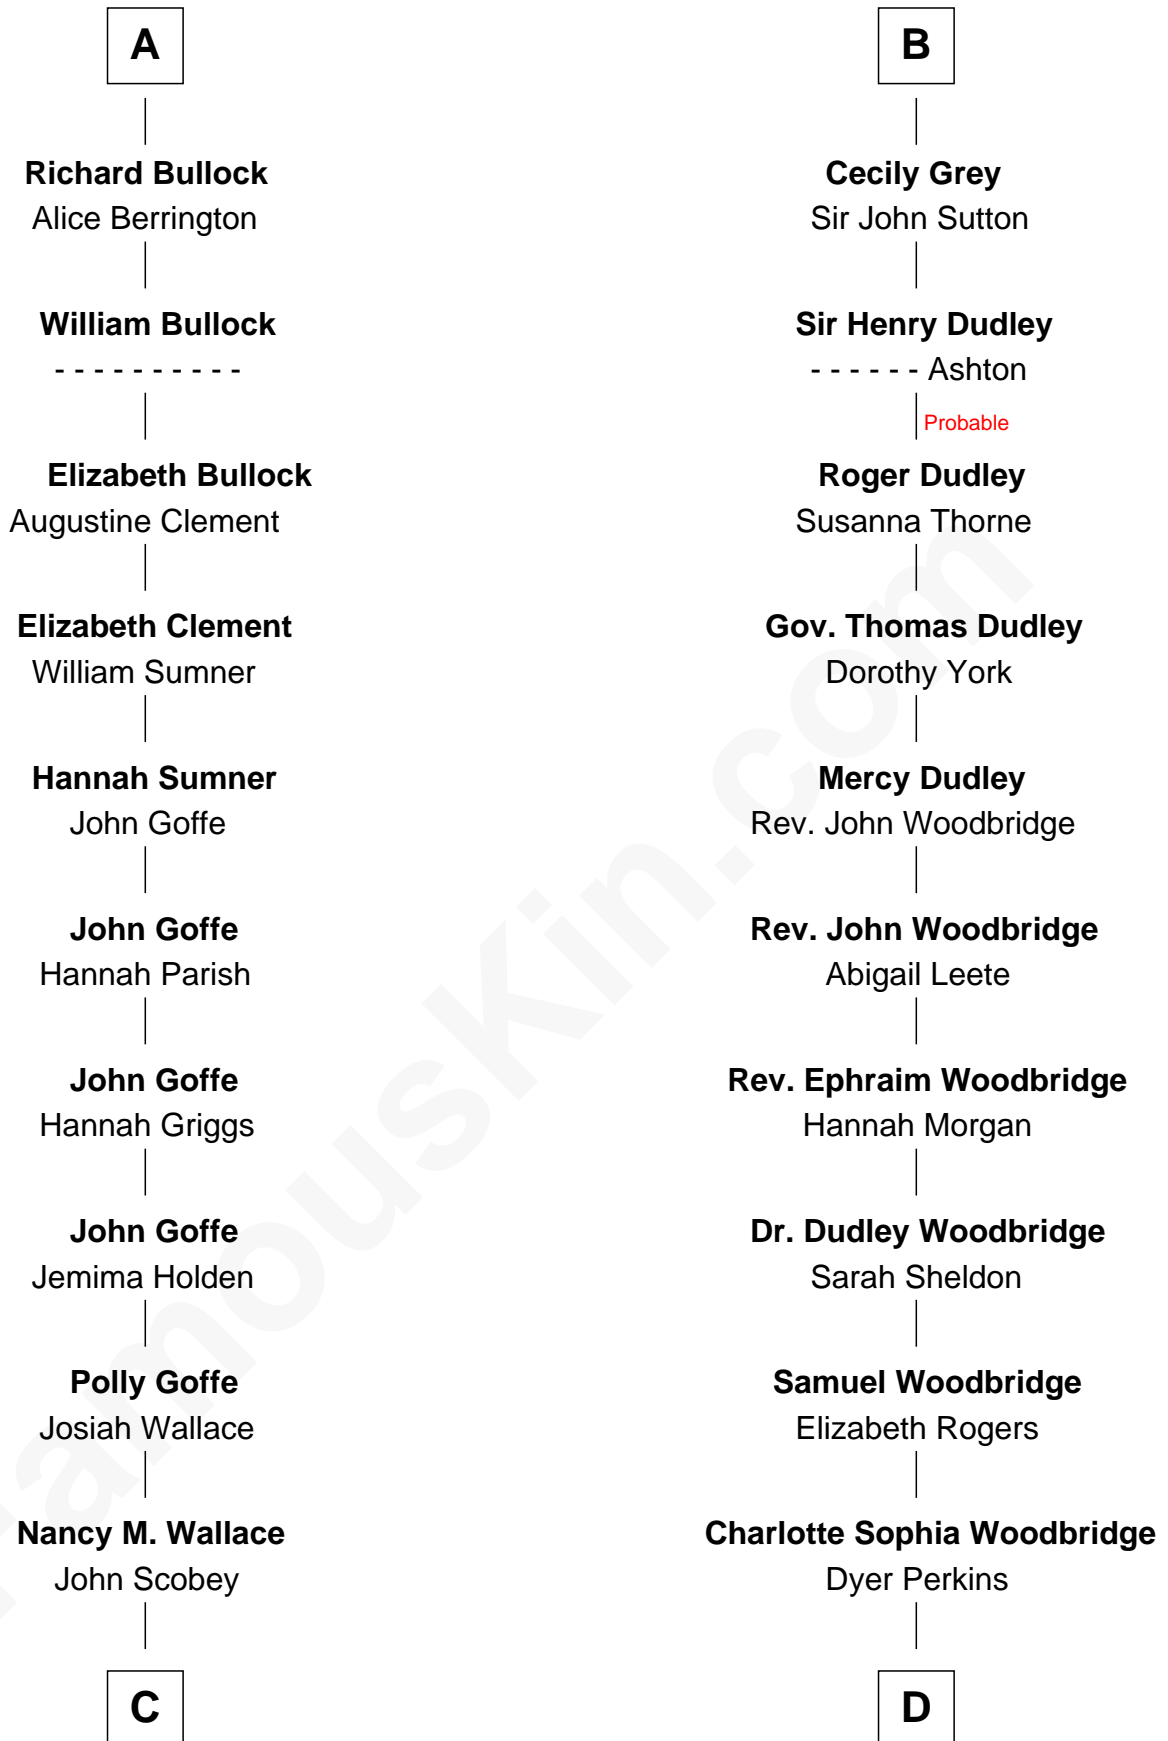 A
Richard Bullock
Alice Berrington
William Bullock
- - - - - - - - - -
Elizabeth Bullock
Augustine Clement
Elizabeth Clement
William Sumner
Hannah Sumner
John Goffe
John Goffe
Hannah Parish
John Goffe
Hannah Griggs
John Goffe
Jemima Holden
Polly Goffe
Josiah Wallace
Nancy M. Wallace
John Scobey
C
B
Cecily Grey
Sir John Sutton
Sir Henry Dudley
- - - - - - Ashton
Probable
Roger Dudley
Susanna Thorne
Gov. Thomas Dudley
Dorothy York
Mercy Dudley
Rev. John Woodbridge
Rev. John Woodbridge
Abigail Leete
Rev. Ephraim Woodbridge
Hannah Morgan
Dr. Dudley Woodbridge
Sarah Sheldon
Samuel Woodbridge
Elizabeth Rogers
Charlotte Sophia Woodbridge
Dyer Perkins
D
FamousKin.com